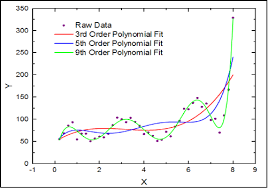 350
300
250
200
150
100
50
0
Y
Raw Data
3rd Order Polynomial Fit
5th Order Polynomial Fit
9th Order Polynomial Fit
-1 0 1 2 3 4 5 6 7 8 9
X